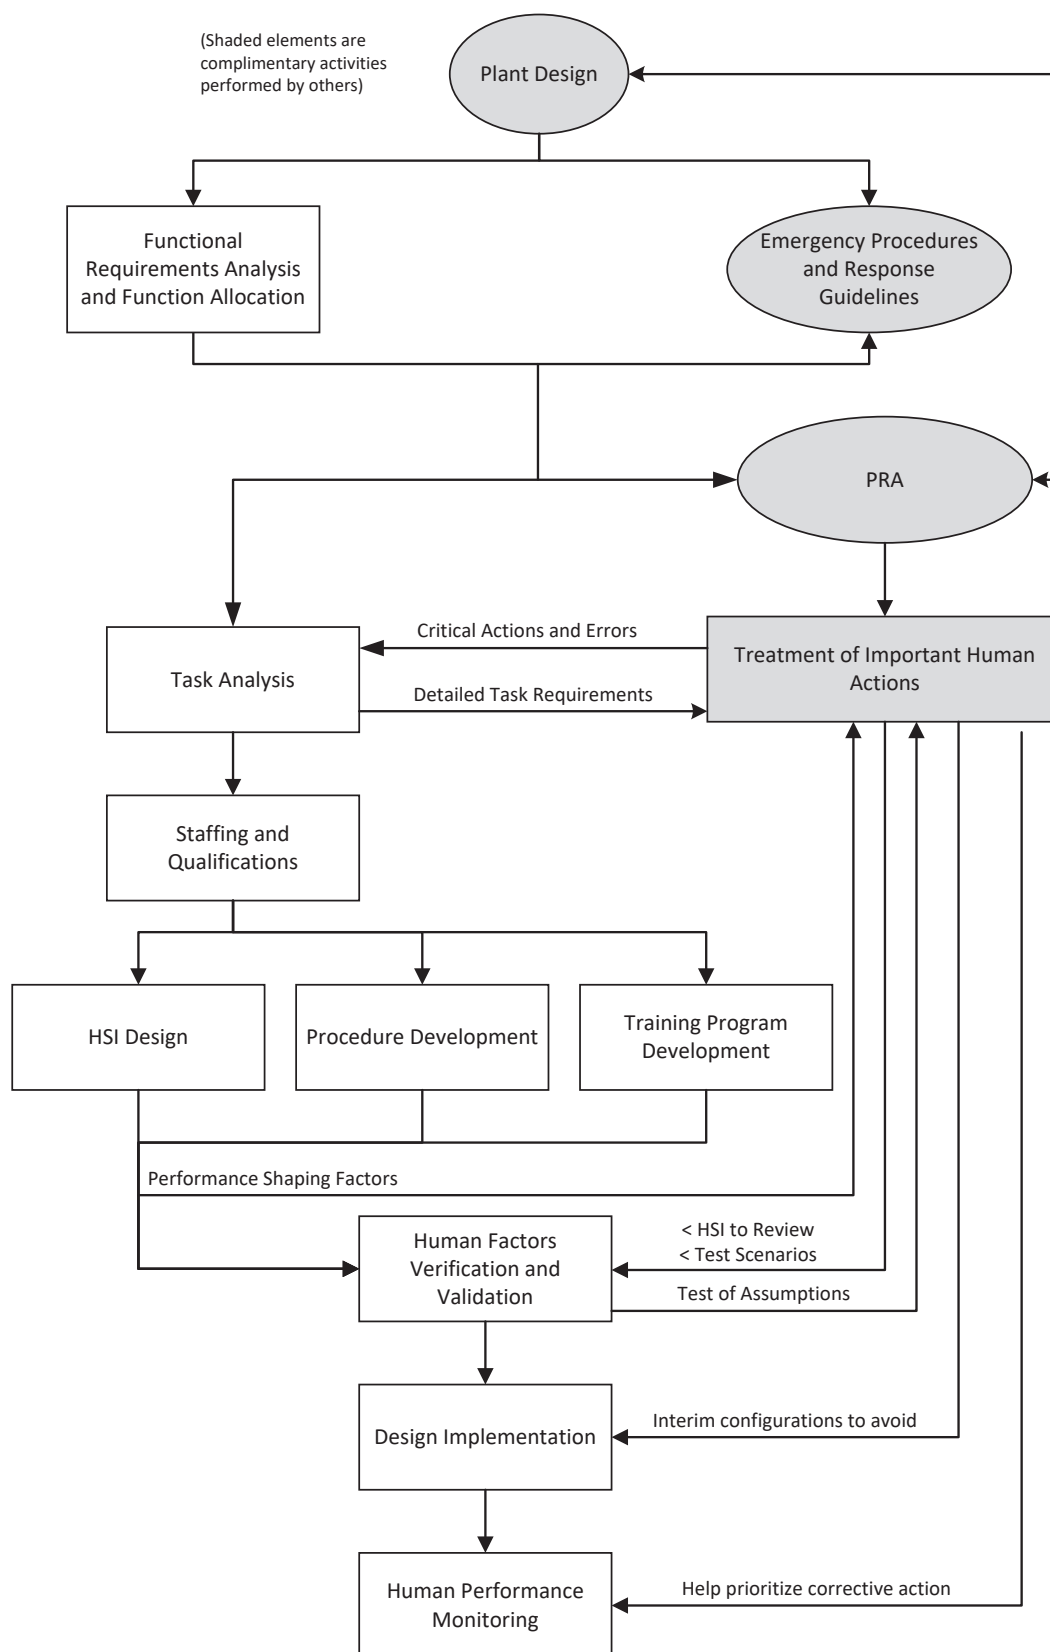 (Shaded elements are
complimentary activities
performed by others)
Plant Design
Functional
Requirements Analysis
and Function Allocation
Emergency Procedures
and Response
Guidelines
PRA
Critical Actions and Errors
Task Analysis
Treatment of Important Human
Actions
Detailed Task Requirements
Staffing and
Qualifications
HSI Design
Procedure Development
Training Program
Development
Performance Shaping Factors
Human Factors
Verification and
Validation
< HSI to Review
< Test Scenarios
Test of Assumptions
Design Implementation
Interim configurations to avoid
Human Performance
Monitoring
Help prioritize corrective action